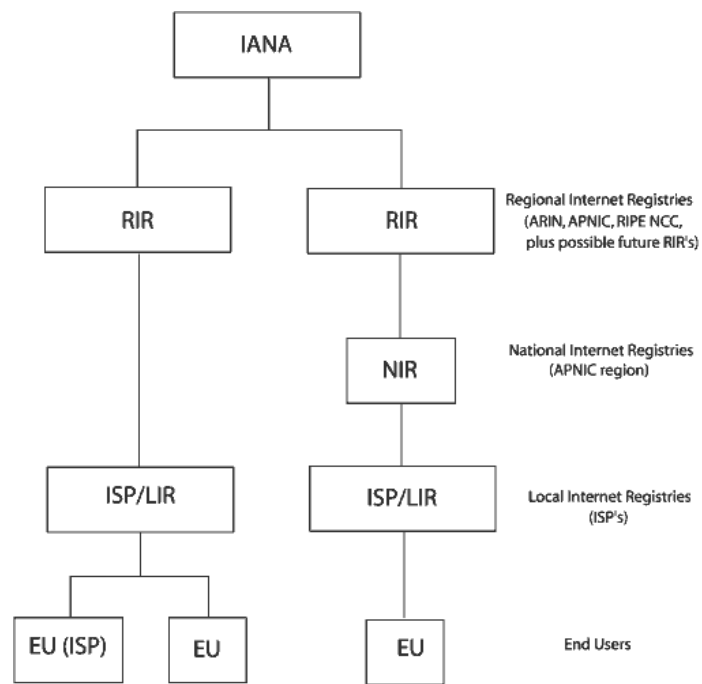 IANA
RIR
RIR
Regional Internet Registries
(ARIN, APNIC, RIPE NCC,
plus possible future RIR's)
NIR
National Internet Registries
(APNIC region)
ISP/LIR
ISP/LIR
Local Internet Registries
(ISP's)
EU (ISP)
EU
EU
End Users